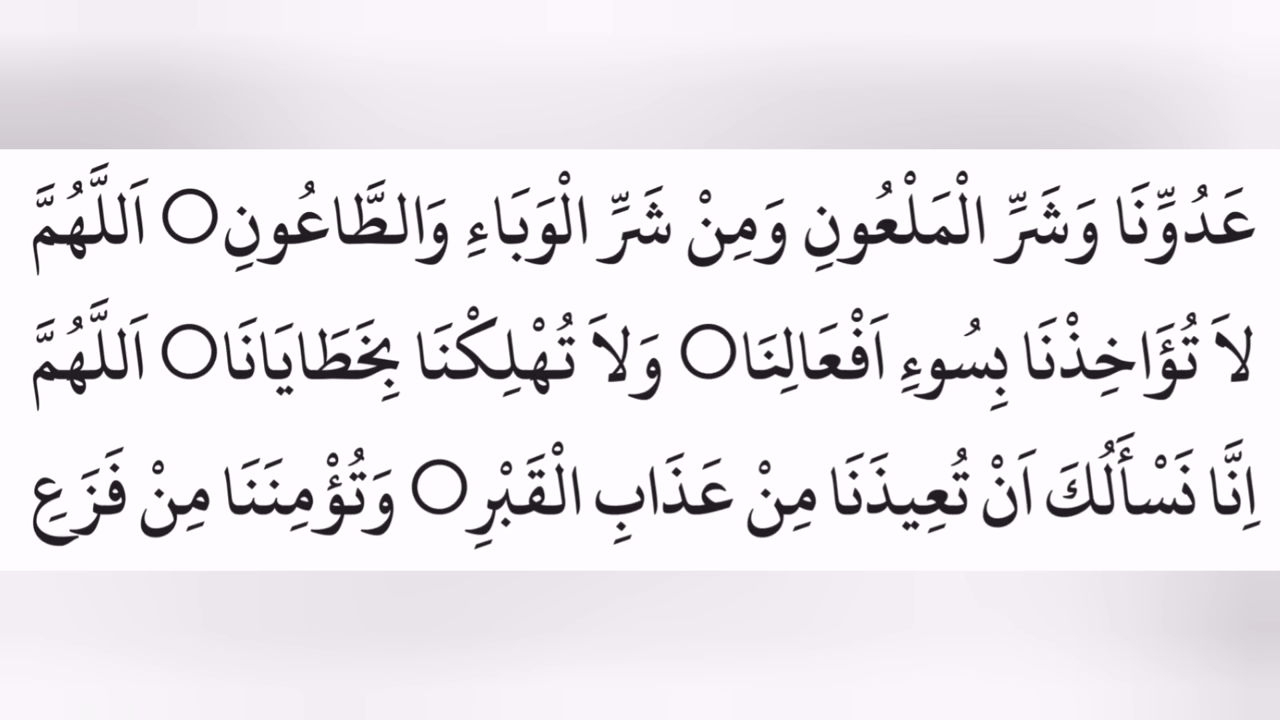 عَدُوِّنَا وَشَرِّ الْمَلْعُونِ وَمِنْ شَرِّ الْوَبَاءِ وَالطَّاعُونِ○ اَللَّهُمَّ
لاَ تُؤَاخِذْنَا بِسُوءِ اَفْعَالِنَا○ وَلاَ تُهْلِكْنَا بِخَطَايَانَا○ اَللَّهُمَّ
اِنَّا نَسْأَلُكَ اَنْ تُعِيذَنَا مِنْ عَذَابِ الْقَبْرِ○ وَتُؤْمِنَنَا مِنْ فَزَعِ